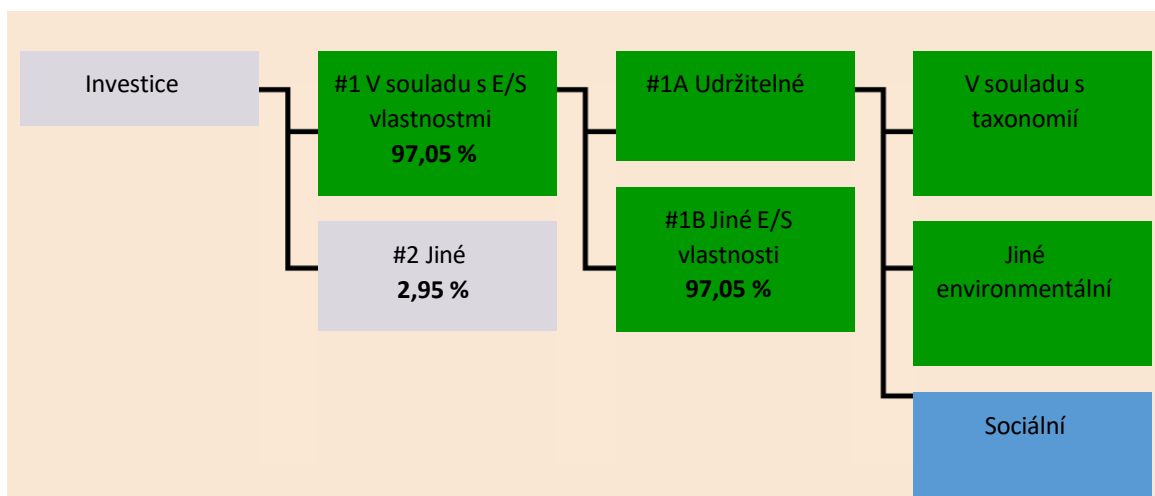 Investice
#1 V souladu s E/S
vlastnostmi
97,05 %
#2 Jiné
2,95 %
#1A Udržitelné
#1B Jiné E/S
vlastnosti
97,05 %
V souladu s
taxonomií
Jiné
environmentální
Sociální